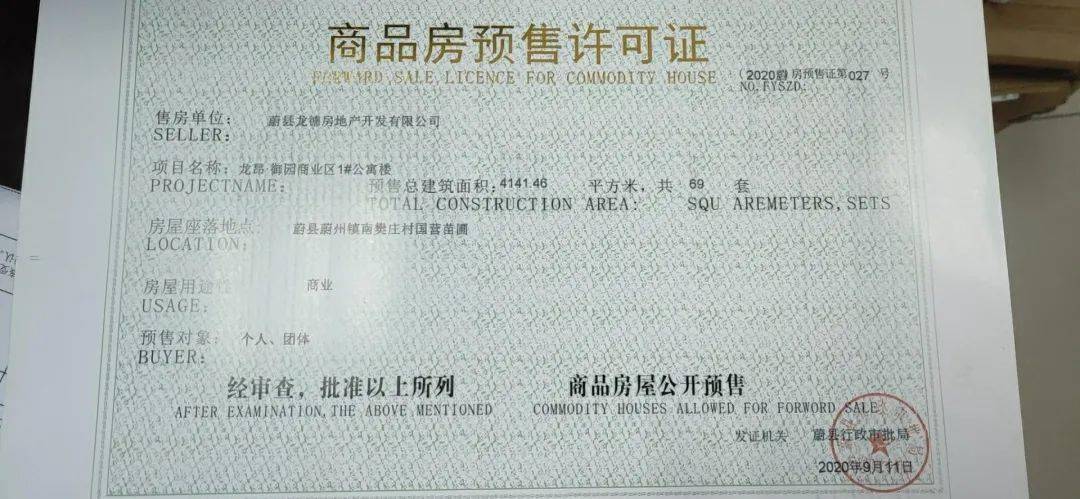 商品房预售许可证
FORWARD SALE LICENCE FOR COMMODITY HOUSE
(2020蔚)房预售证第027号
NO.FYSZD:
售房单位： 蔚县龙德房地产开发有限公司
SELLER:
项目名称： 龙昂·御园商业区1#公寓楼
PROJECTNAME:
预售总建筑面积：4141.46 平方米，共 69 套
TOTAL CONSTRUCTION AREA: SQU AREMETERS,SETS
房屋座落地点： 蔚县蔚州镇南樊庄村国营苗圃
LOCATION:
房屋用途性 商业
USAGE:
预售对象： 个人、团体
BUYER:
经审查，批准以上所列 商品房屋公开预售
AFTER EXAMINATION,THE ABOVE MENTIONED COMMODITY HOUSES ALLOWED FOR FORWORD SALE
发证机关 蔚县行政审批局
2020年9月11日